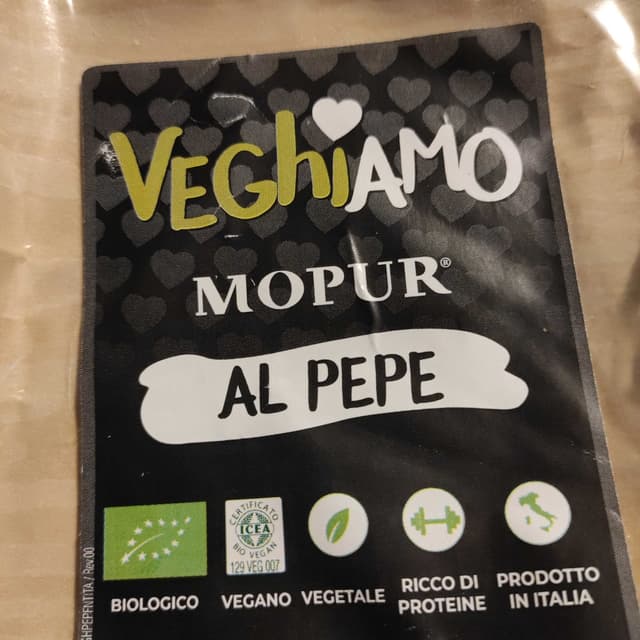 VEGhiAMO
MOPUR®
AL PEPE
CERTIFICATO
ICEA
BIO VEGAN
129 VEG 007
BIOLOGICO
VEGANO
VEGETALE
RICCO DI
PROTEINE
PRODOTTO
IN ITALIA